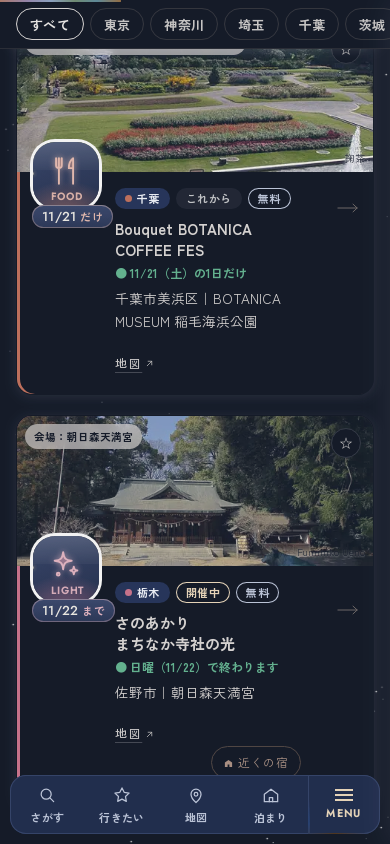 すべて
東京
神奈川
埼玉
千葉
茨城
FOOD
11/21 だけ
千葉
これから
無料
Bouquet BOTANICA
COFFEE FES
11/21（土）の1日だけ
千葉市美浜区｜BOTANICA
MUSEUM 稲毛海浜公園
地図
会場：朝日森天満宮
LIGHT
11/22 まで
栃木
開催中
無料
さのあかり
まちなか寺社の光
日曜（11/22）で終わります
佐野市｜朝日森天満宮
地図
近くの宿
さがす
行きたい
地図
泊まり
MENU